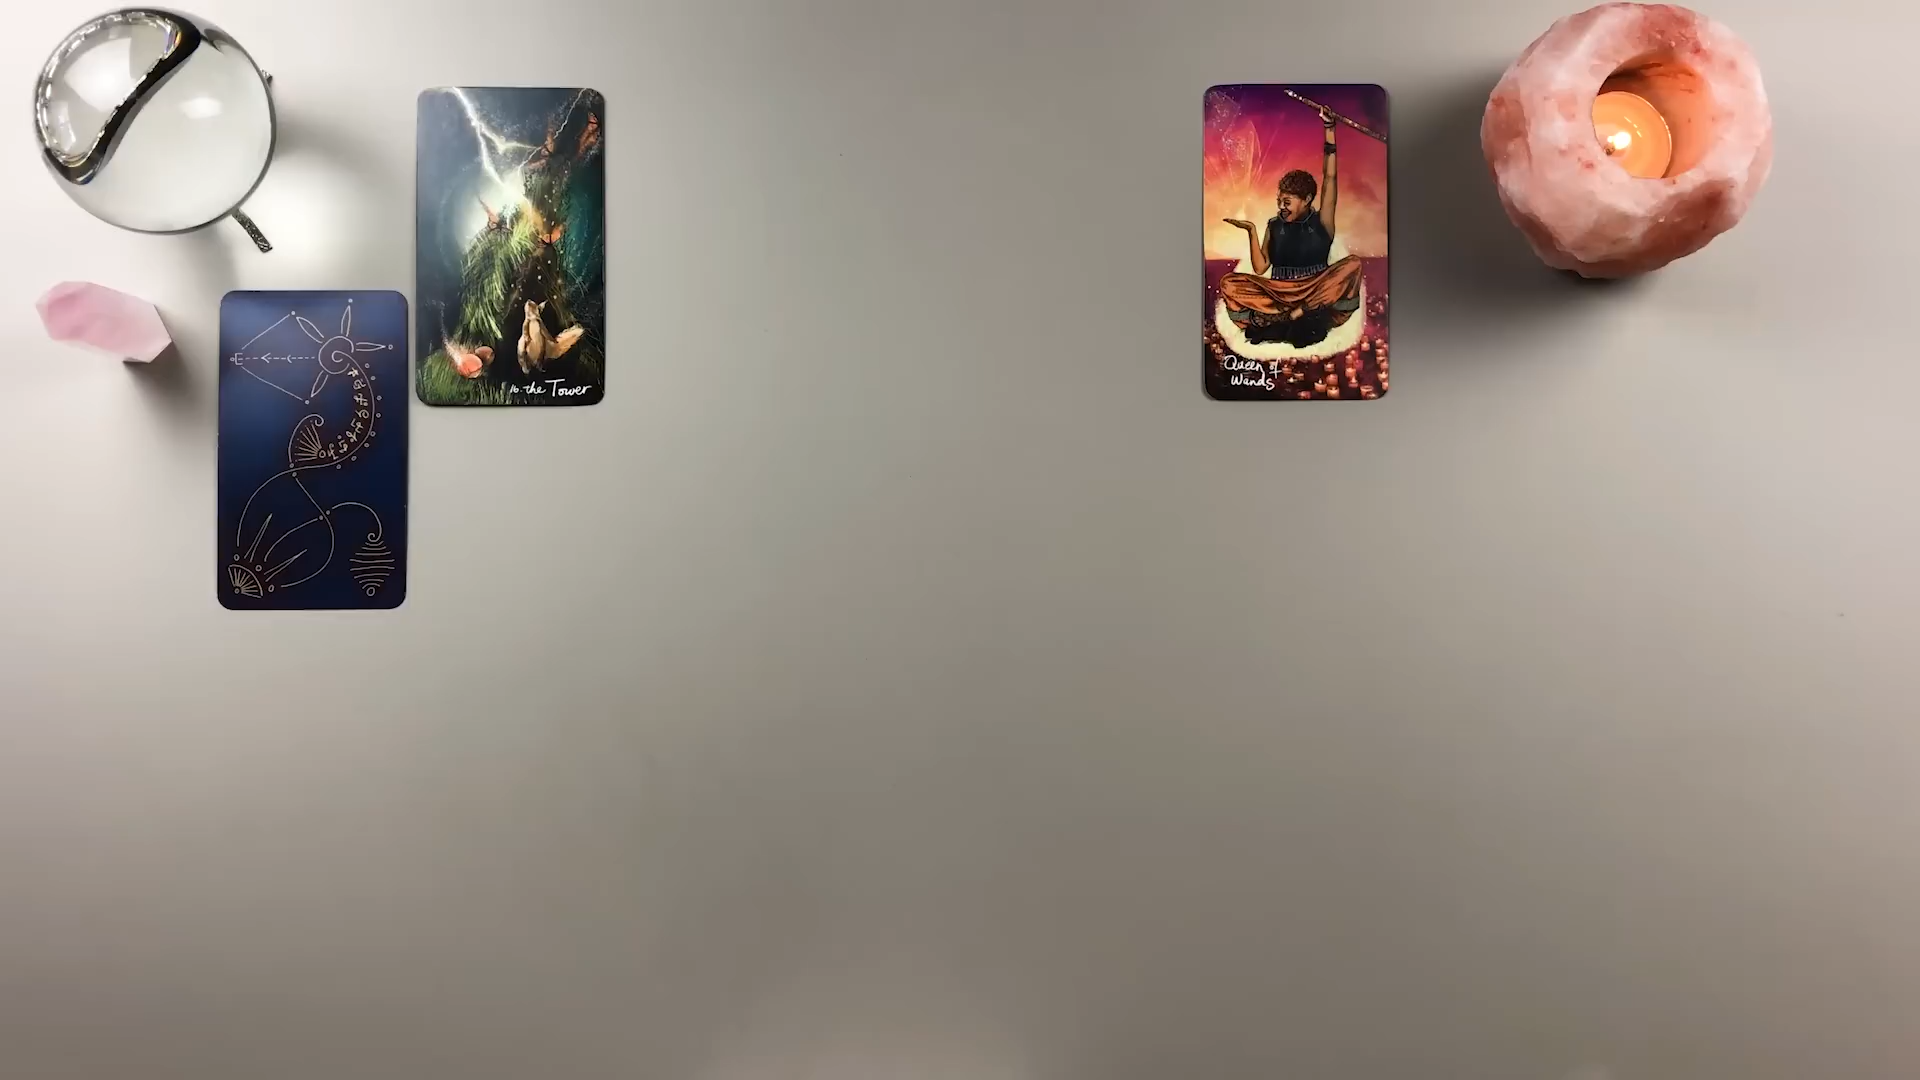 16. the Tower
Queen of
Wands